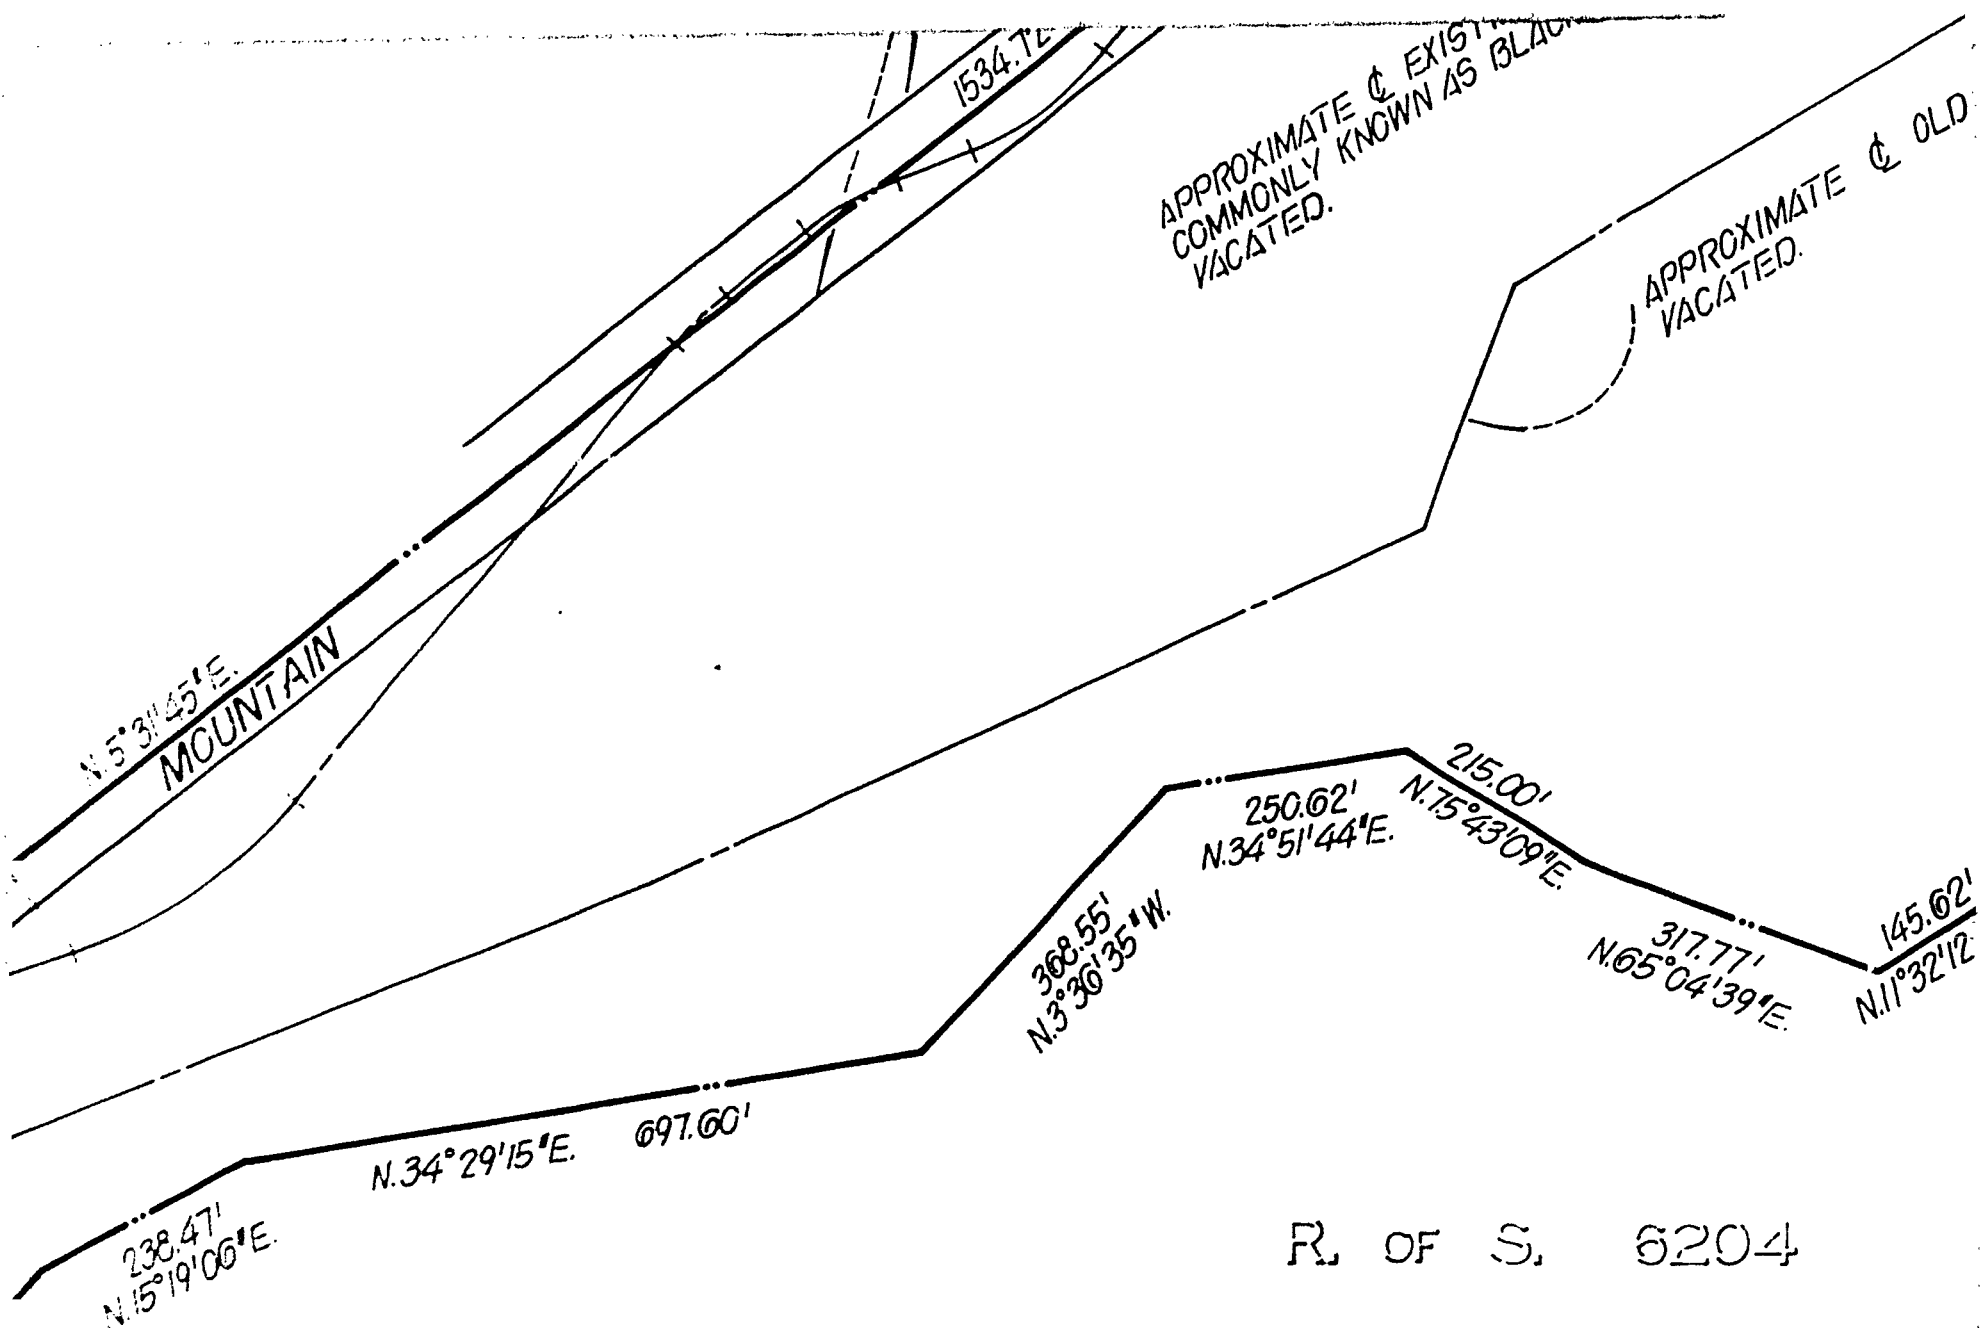 1534.72
APPROXIMATE ℄ EXIST
COMMONLY KNOWN AS BLAC
VACATED.
APPROXIMATE ℄ OLD
VACATED.
N.5°31'45"E.
MOUNTAIN
215.00'
N.75°43'09"E.
250.62'
N.34°51'44"E.
368.55'
N.3°36'35"W.
317.77'
N.65°04'39"E.
145.62'
N.11°32'12
697.60'
N.34°29'15"E.
238.47'
N.15°19'06"E.
R. OF S. 6204